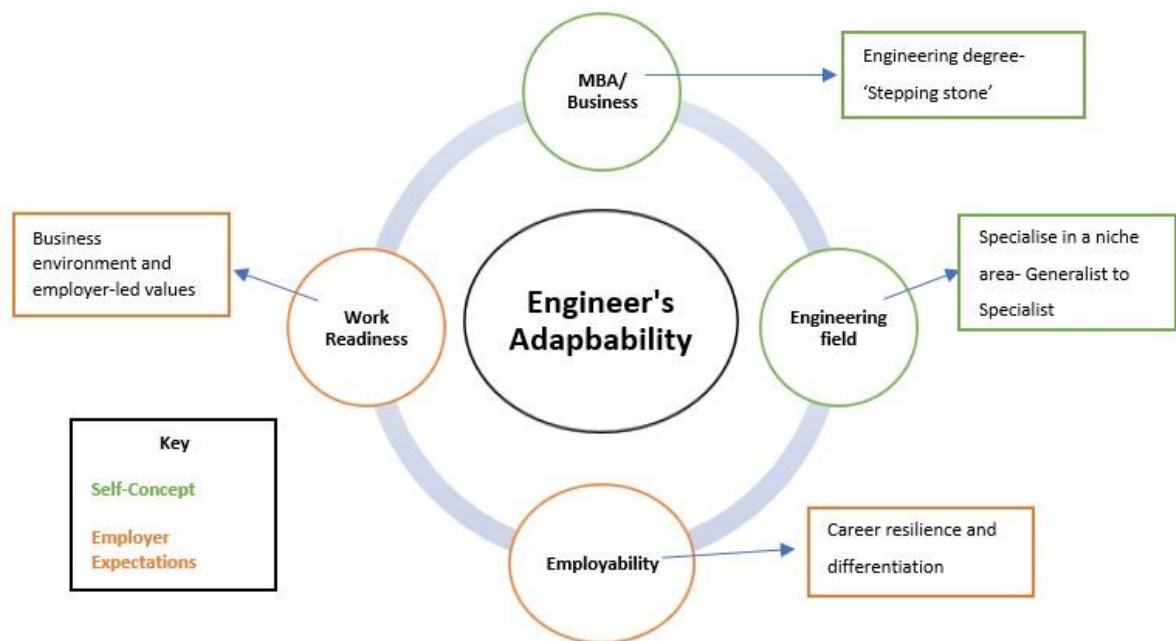 MBA/
Business
Engineering degree-
‘Stepping stone’
Business
environment and
employer-led values
Work
Readiness
Engineer's
Adapbability
Engineering
field
Specialise in a niche
area- Generalist to
Specialist
Key
Self-Concept
Employer
Expectations
Employability
Career resilience and
differentiation